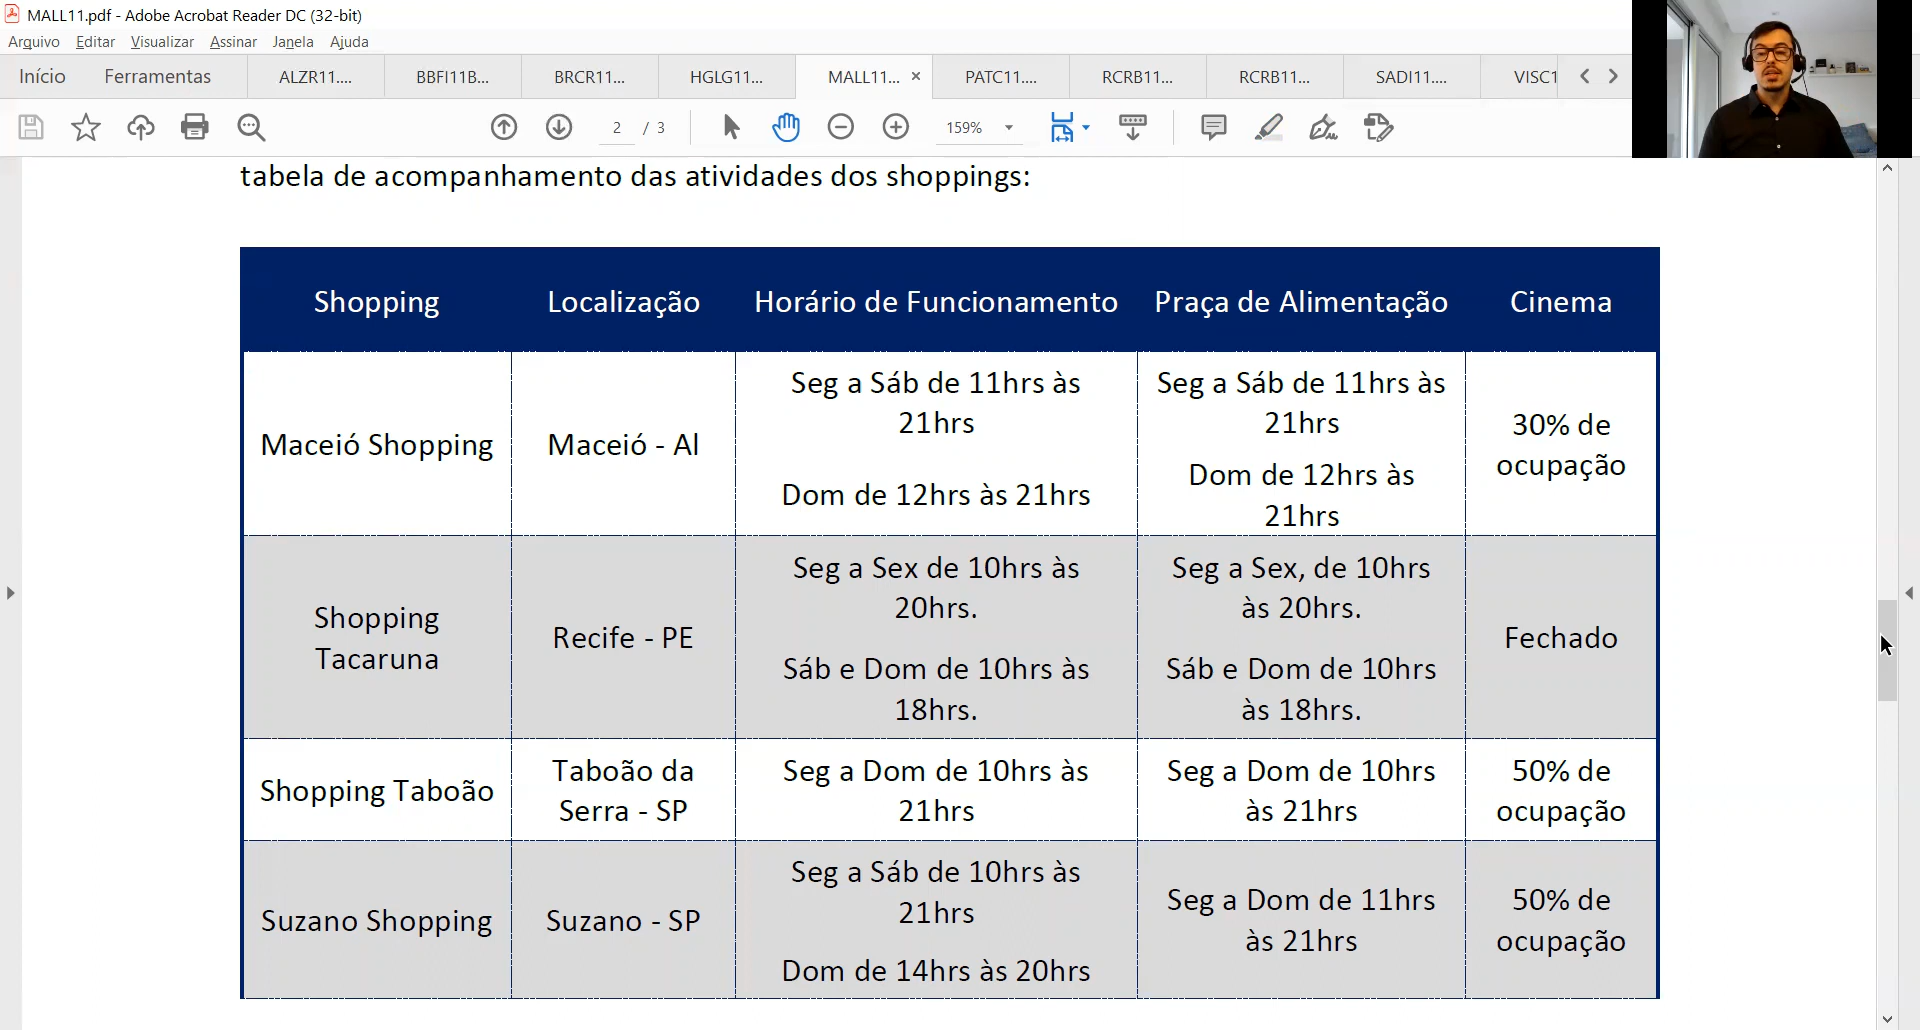 MALL11.pdf - Adobe Acrobat Reader DC (32-bit)
Arquivo Editar Visualizar Assinar Janela Ajuda
Início Ferramentas ALZR11.... BBFI11B... BRCR11... HGLG11... MALL11... × PATC11.... RCRB11... RCRB11... SADI11.... VISC1
2 / 3 159%
tabela de acompanhamento das atividades dos shoppings:
Shopping Localização Horário de Funcionamento Praça de Alimentação Cinema
Maceió Shopping
Maceió - Al
Seg a Sáb de 11hrs às
21hrs
Dom de 12hrs às 21hrs
Seg a Sáb de 11hrs às
21hrs
Dom de 12hrs às
21hrs
30% de
ocupação
Shopping
Tacaruna
Recife - PE
Seg a Sex de 10hrs às
20hrs.
Sáb e Dom de 10hrs às
18hrs.
Seg a Sex, de 10hrs
às 20hrs.
Sáb e Dom de 10hrs
às 18hrs.
Fechado
Shopping Taboão
Taboão da
Serra - SP
Seg a Dom de 10hrs às
21hrs
Seg a Dom de 10hrs
às 21hrs
50% de
ocupação
Suzano Shopping
Suzano - SP
Seg a Sáb de 10hrs às
21hrs
Dom de 14hrs às 20hrs
Seg a Dom de 11hrs
às 21hrs
50% de
ocupação